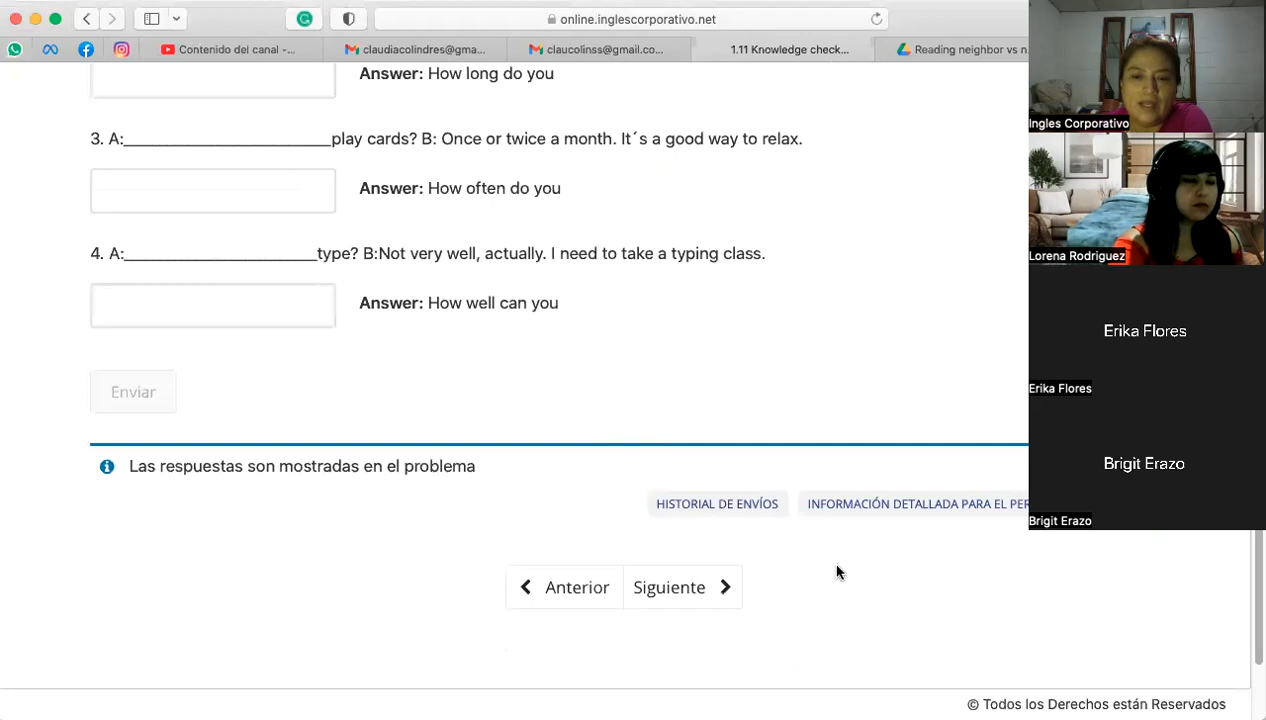 online.inglescorporativo.net
Contenido del canal -...
claudiacolindres@gma...
claucolinss@gmail.co...
1.11 Knowledge check...
Reading neighbor vs n
Answer: How long do you
3. A:______________________play cards? B: Once or twice a month. It´s a good way to relax.
Answer: How often do you
4. A:_____________________type? B:Not very well, actually. I need to take a typing class.
Answer: How well can you
Enviar
Las respuestas son mostradas en el problema
HISTORIAL DE ENVÍOS
INFORMACIÓN DETALLADA PARA EL PER
Anterior
Siguiente
© Todos los Derechos están Reservados
Ingles Corporativo
Lorena Rodriguez
Erika Flores
Erika Flores
Brigit Erazo
Brigit Erazo